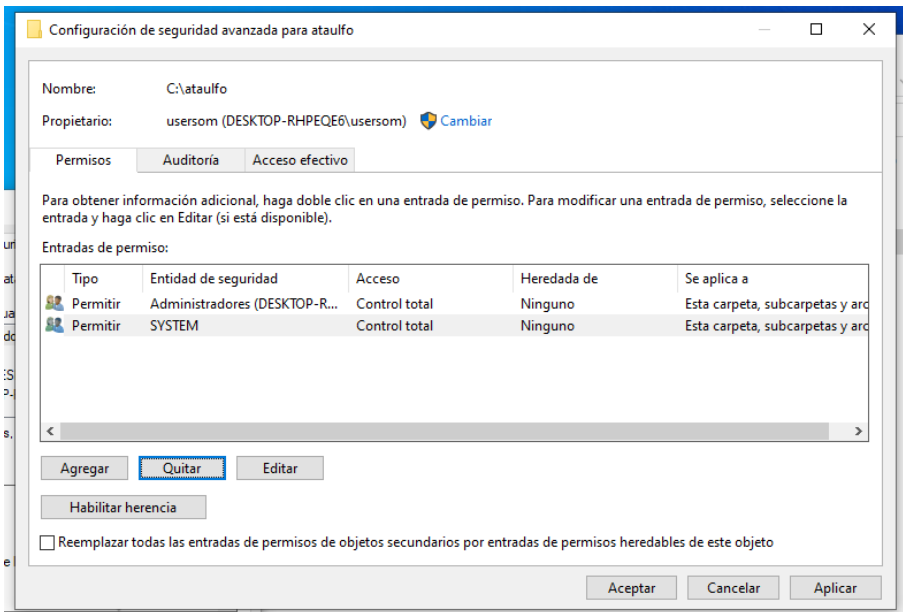 Configuración de seguridad avanzada para ataulfo
Nombre: C:\ataulfo
Propietario: usersom (DESKTOP-RHPEQE6\usersom) Cambiar
Permisos Auditoría Acceso efectivo
Para obtener información adicional, haga doble clic en una entrada de permiso. Para modificar una entrada de permiso, seleccione la
entrada y haga clic en Editar (si está disponible).
Entradas de permiso:
Tipo Entidad de seguridad Acceso Heredada de Se aplica a
Permitir Administradores (DESKTOP-R... Control total Ninguno Esta carpeta, subcarpetas y arc
Permitir SYSTEM Control total Ninguno Esta carpeta, subcarpetas y arc
Agregar Quitar Editar
Habilitar herencia
Reemplazar todas las entradas de permisos de objetos secundarios por entradas de permisos heredables de este objeto
Aceptar Cancelar Aplicar